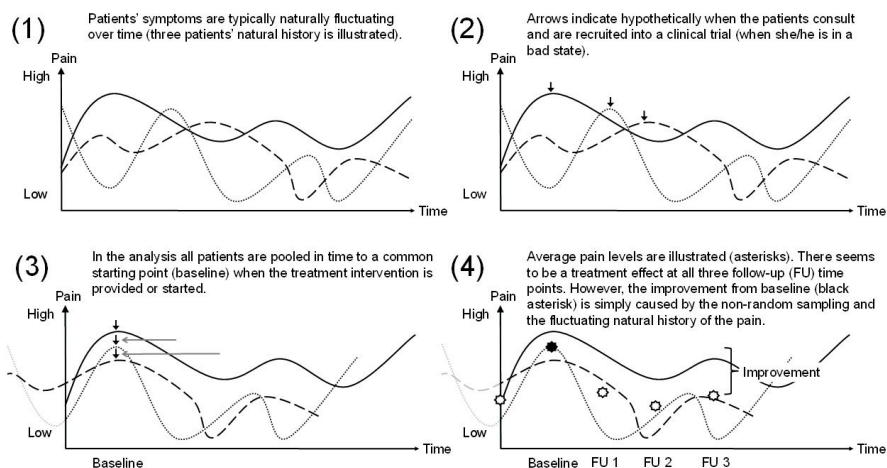 (1)
Patients’ symptoms are typically naturally fluctuating
over time (three patients’ natural history is illustrated).
Pain
High
Low
Time
(2)
Arrows indicate hypothetically when the patients consult
and are recruited into a clinical trial (when she/he is in a
bad state).
Pain
High
Low
Time
(3)
In the analysis all patients are pooled in time to a common
starting point (baseline) when the treatment intervention is
provided or started.
Pain
High
Low
Time
Baseline
(4)
Average pain levels are illustrated (asterisks). There seems
to be a treatment effect at all three follow-up (FU) time
points. However, the improvement from baseline (black
asterisk) is simply caused by the non-random sampling and
the fluctuating natural history of the pain.
Pain
High
Improvement
Low
Time
Baseline FU 1 FU 2 FU 3